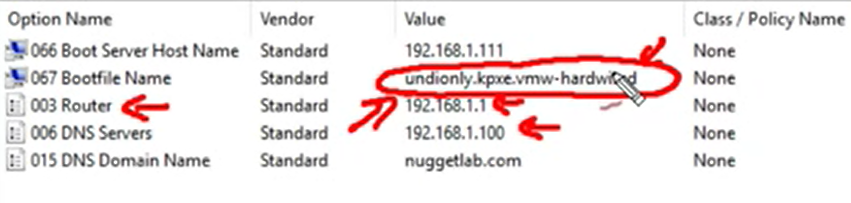 Option Name Vendor Value Class / Policy Name
066 Boot Server Host Name Standard 192.168.1.111 None
067 Bootfile Name Standard undionly.kpxe.vmw-hardwired None
003 Router Standard 192.168.1.1 None
006 DNS Servers Standard 192.168.1.100 None
015 DNS Domain Name Standard nuggetlab.com None